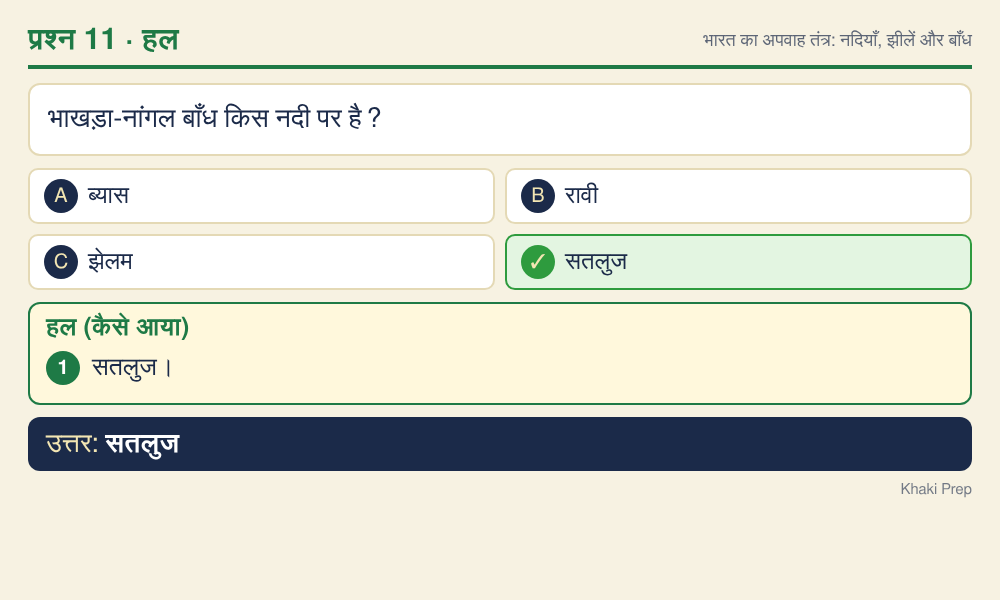 प्रश्न 11 · हल
भारत का अपवाह तंत्र: नदियाँ, झीलें और बाँध
भाखड़ा-नांगल बाँध किस नदी पर है ?
A ब्यास
B रावी
C झेलम
✓ सतलुज
हल (कैसे आया)
1 सतलुज।
उत्तर: सतलुज
Khaki Prep